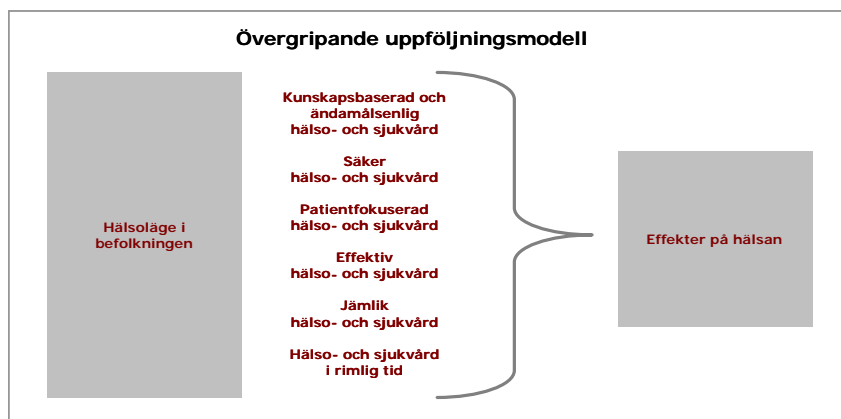 Övergripande uppföljningsmodell
Hälsoläge i
befolkningen
Kunskapsbaserad och
ändamålsenlig
hälso- och sjukvård
Säker
hälso- och sjukvård
Patientfokuserad
hälso- och sjukvård
Effektiv
hälso- och sjukvård
Jämlik
hälso- och sjukvård
Hälso- och sjukvård
i rimlig tid
Effekter på hälsan